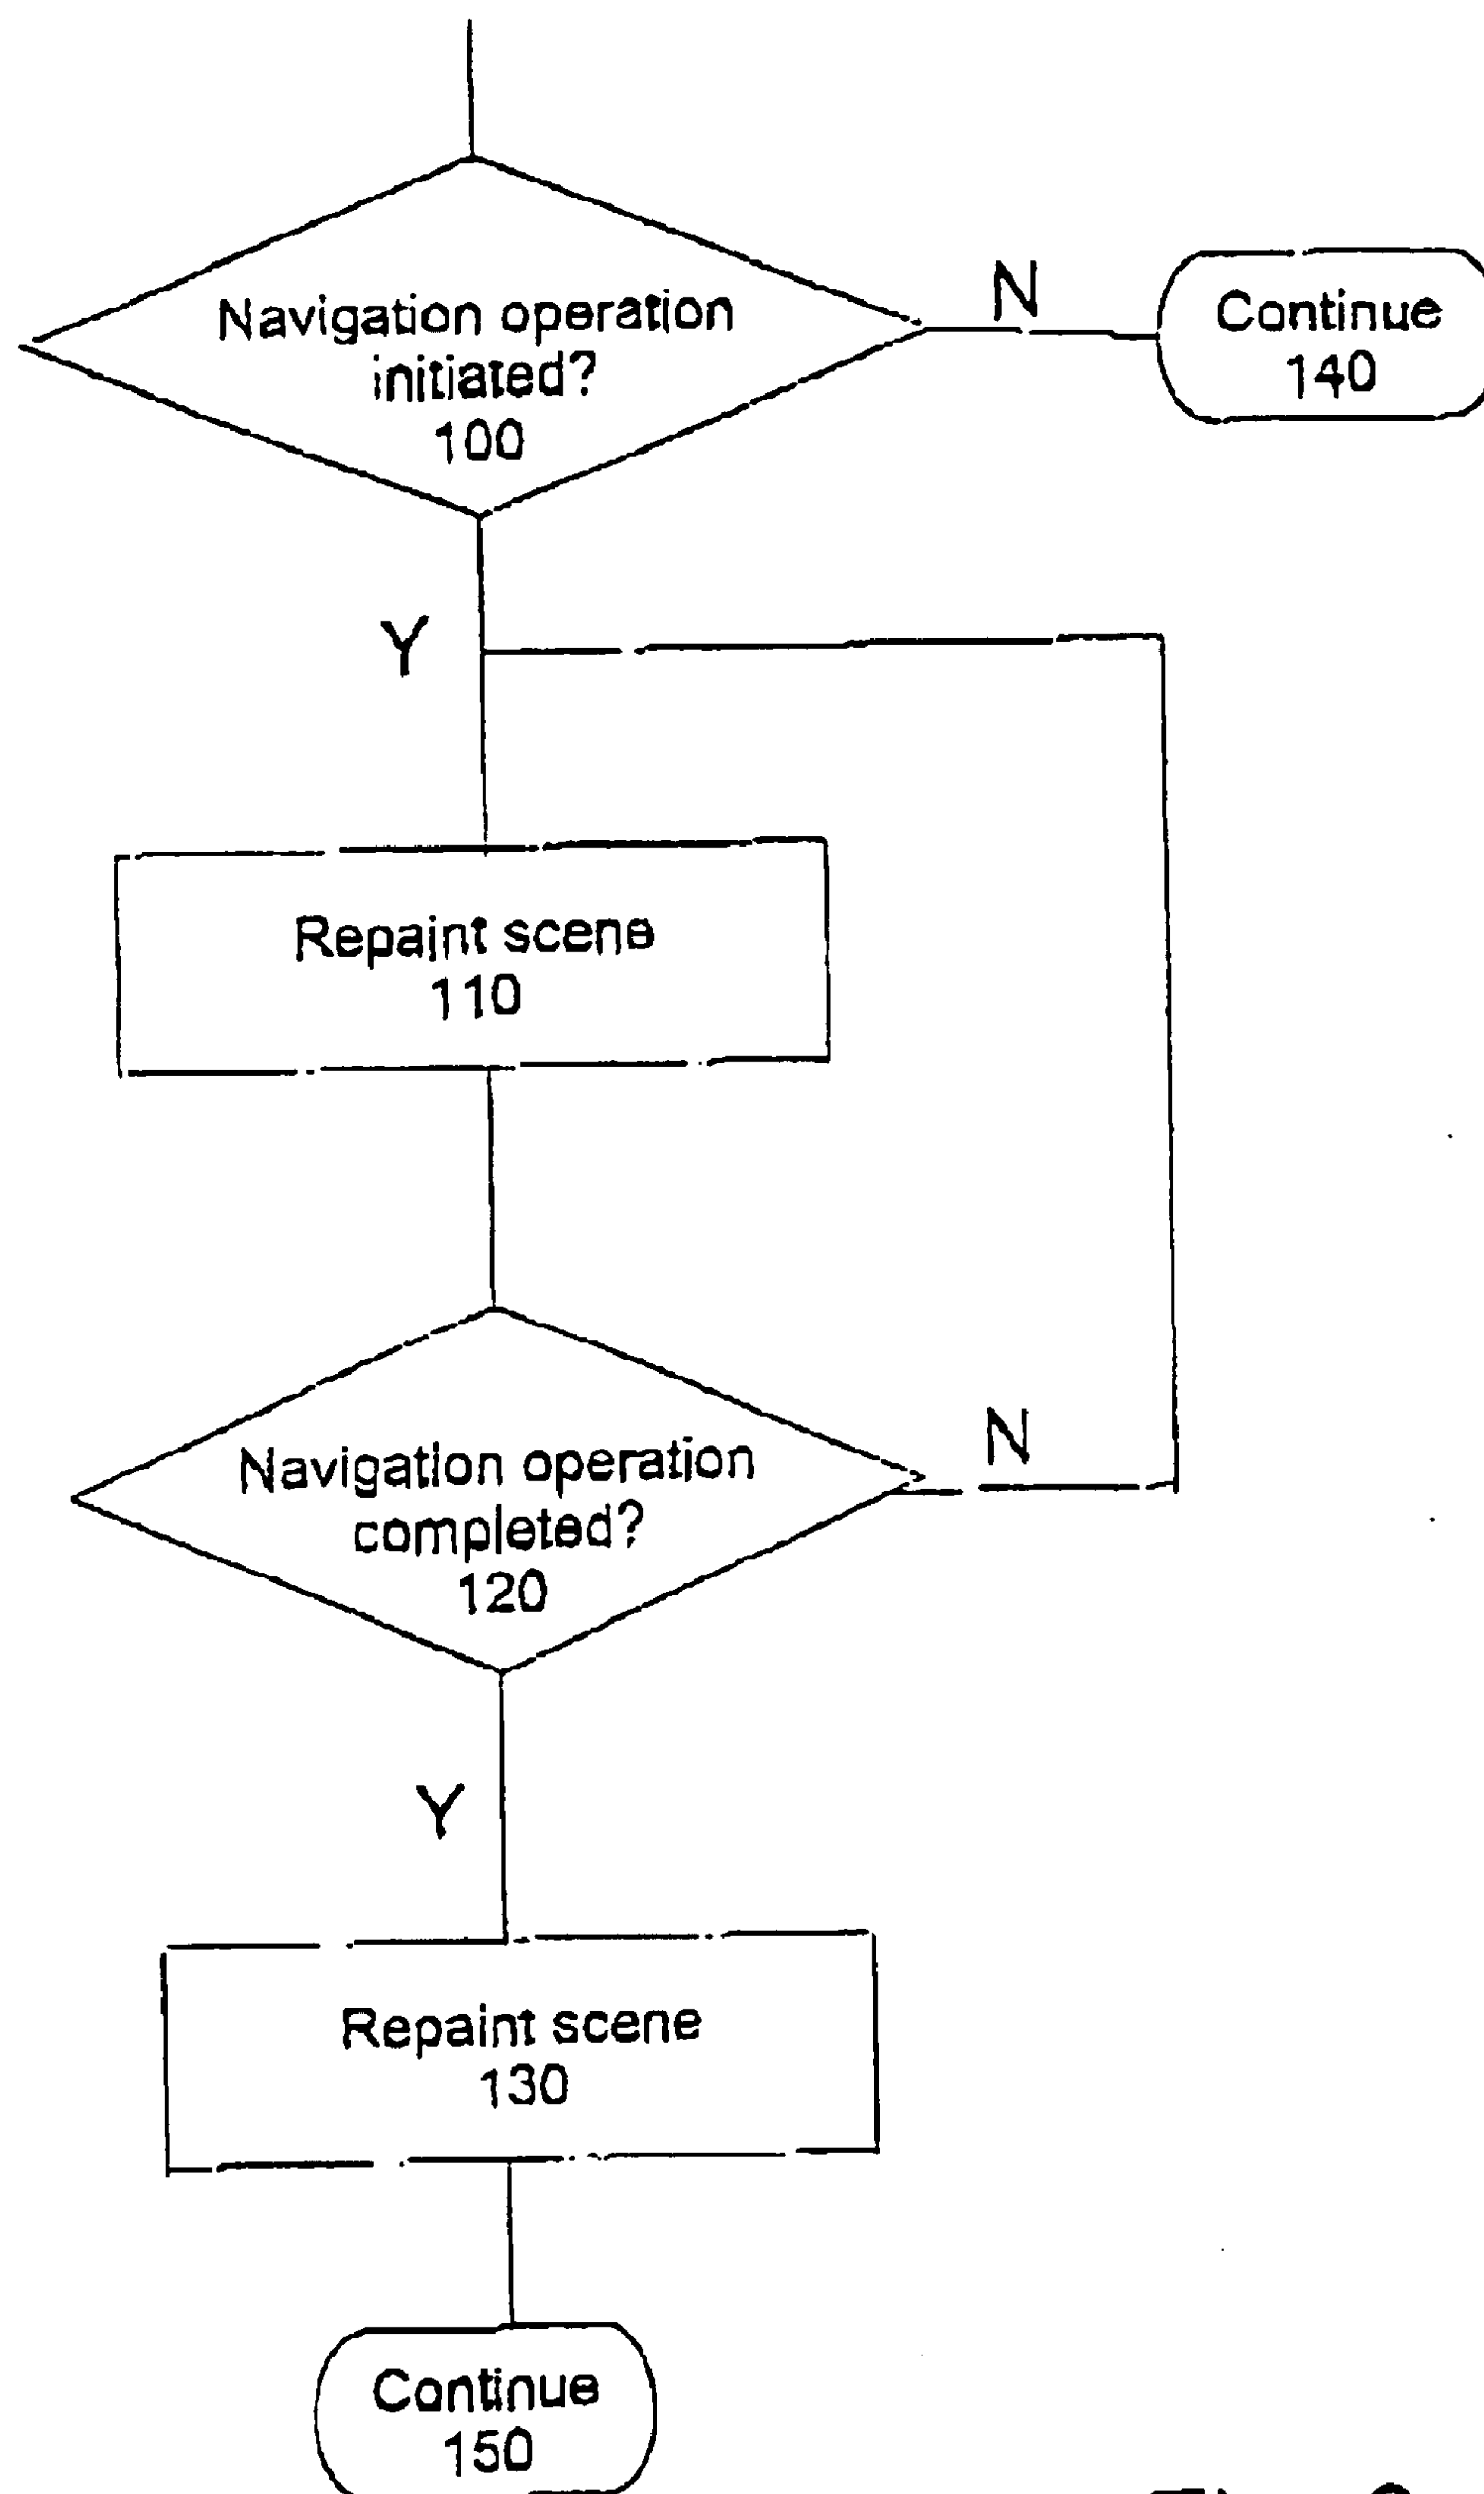 Navigation operation
initiated?
100
N
Continue
140
Y
Repaint scene
110
Navigation operation
completed?
120
N
Y
Repaint scene
130
Continue
150